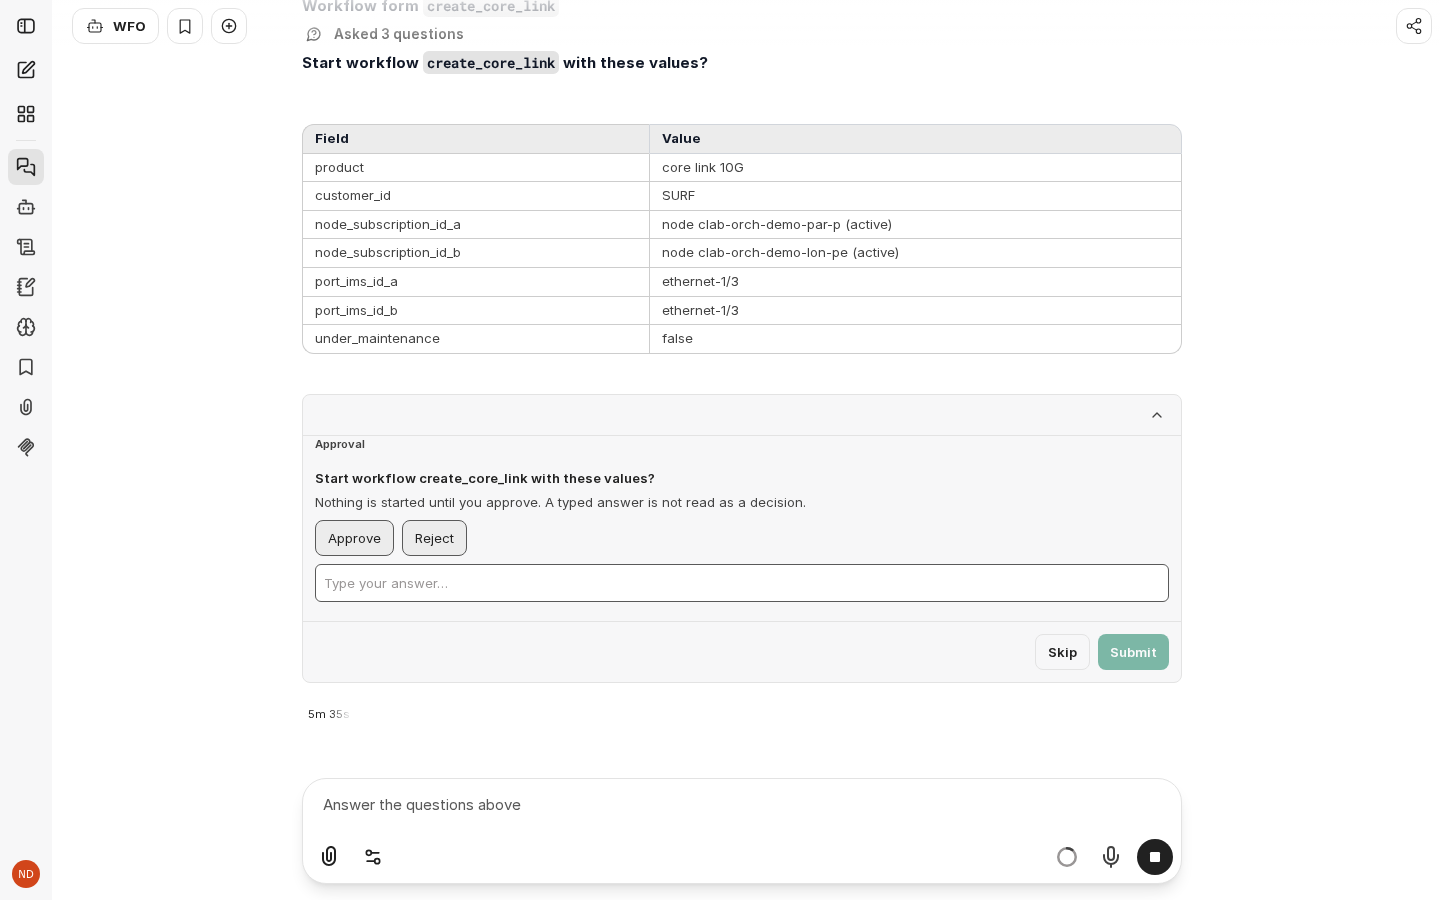 Workflow form create_core_link
WFO
Asked 3 questions
Start workflow create_core_link with these values?
Field Value
product core link 10G
customer_id SURF
node_subscription_id_a node clab-orch-demo-par-p (active)
node_subscription_id_b node clab-orch-demo-lon-pe (active)
port_ims_id_a ethernet-1/3
port_ims_id_b ethernet-1/3
under_maintenance false
Approval
Start workflow create_core_link with these values?
Nothing is started until you approve. A typed answer is not read as a decision.
Approve Reject
Type your answer...
Skip Submit
5m 35s
Answer the questions above
ND